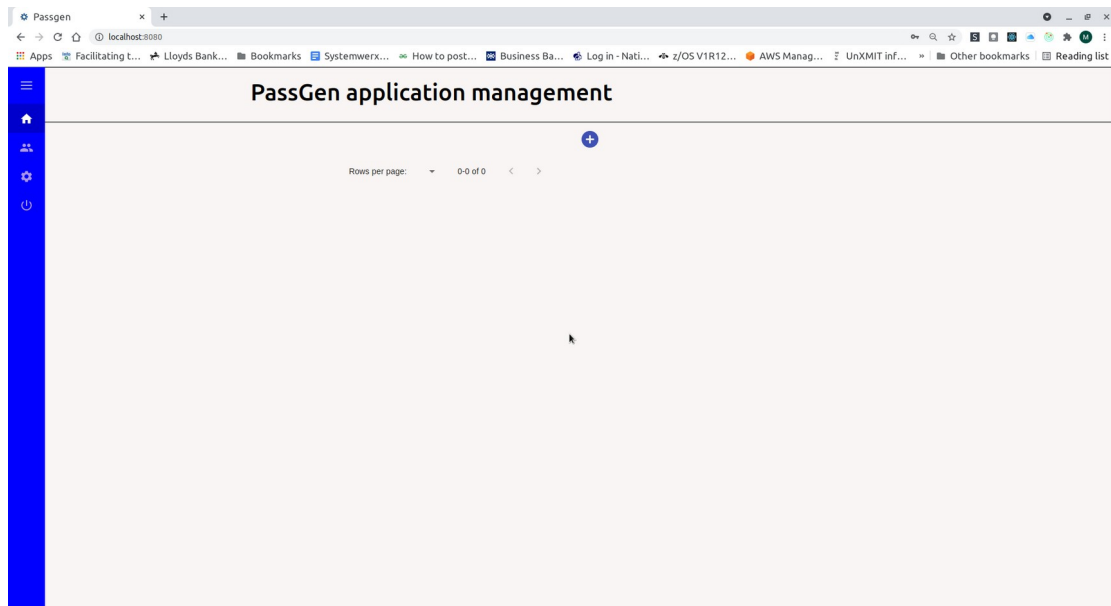 Passgen
localhost:8080
Apps Facilitating t... Lloyds Bank... Bookmarks Systemwerx... How to post... Business Ba... Log in - Nati... z/OS V1R12... AWS Manag... UnXMIT inf... » Other bookmarks Reading list
PassGen application management
Rows per page: 0-0 of 0